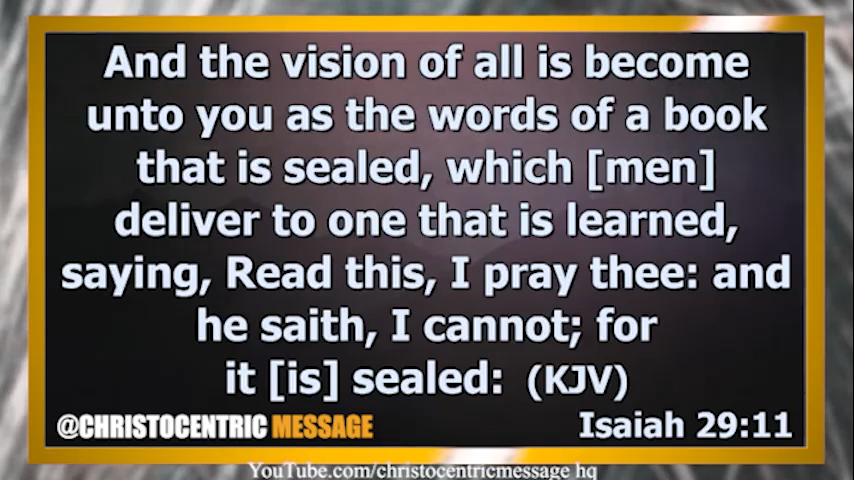 And the vision of all is become
unto you as the words of a book
that is sealed, which [men]
deliver to one that is learned,
saying, Read this, I pray thee: and
he saith, I cannot; for
it [is] sealed: (KJV)
@CHRISTOCENTRIC MESSAGE
Isaiah 29:11
YouTube.com/christocentricmessage hq